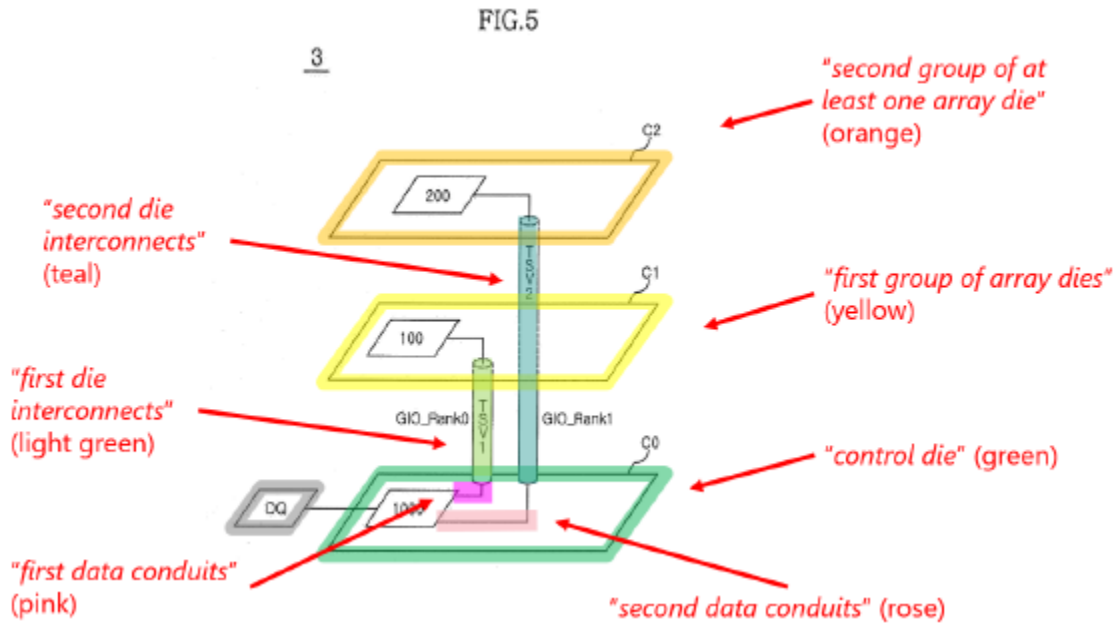 FIG.5
3
"second group of at
least one array die"
(orange)
C2
200
"second die
interconnects"
(teal)
TSV2
C1
"first group of array dies"
(yellow)
100
"first die
interconnects"
(light green)
GIO_Rank0
TSV1
GIO_Rank1
C0
"control die" (green)
DQ
1000
"first data conduits"
(pink)
"second data conduits" (rose)